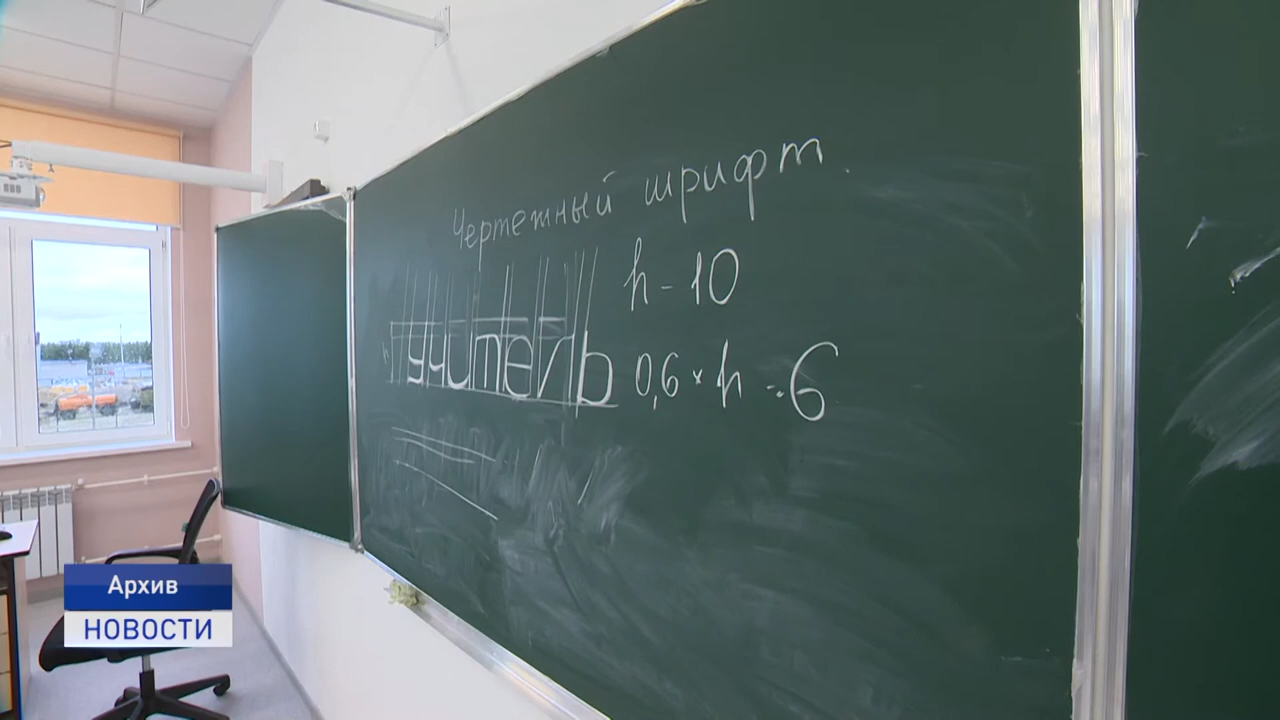 Чертежный шрифт.
h - 10
учитель
0,6 × h = 6
Архив
НОВОСТИ